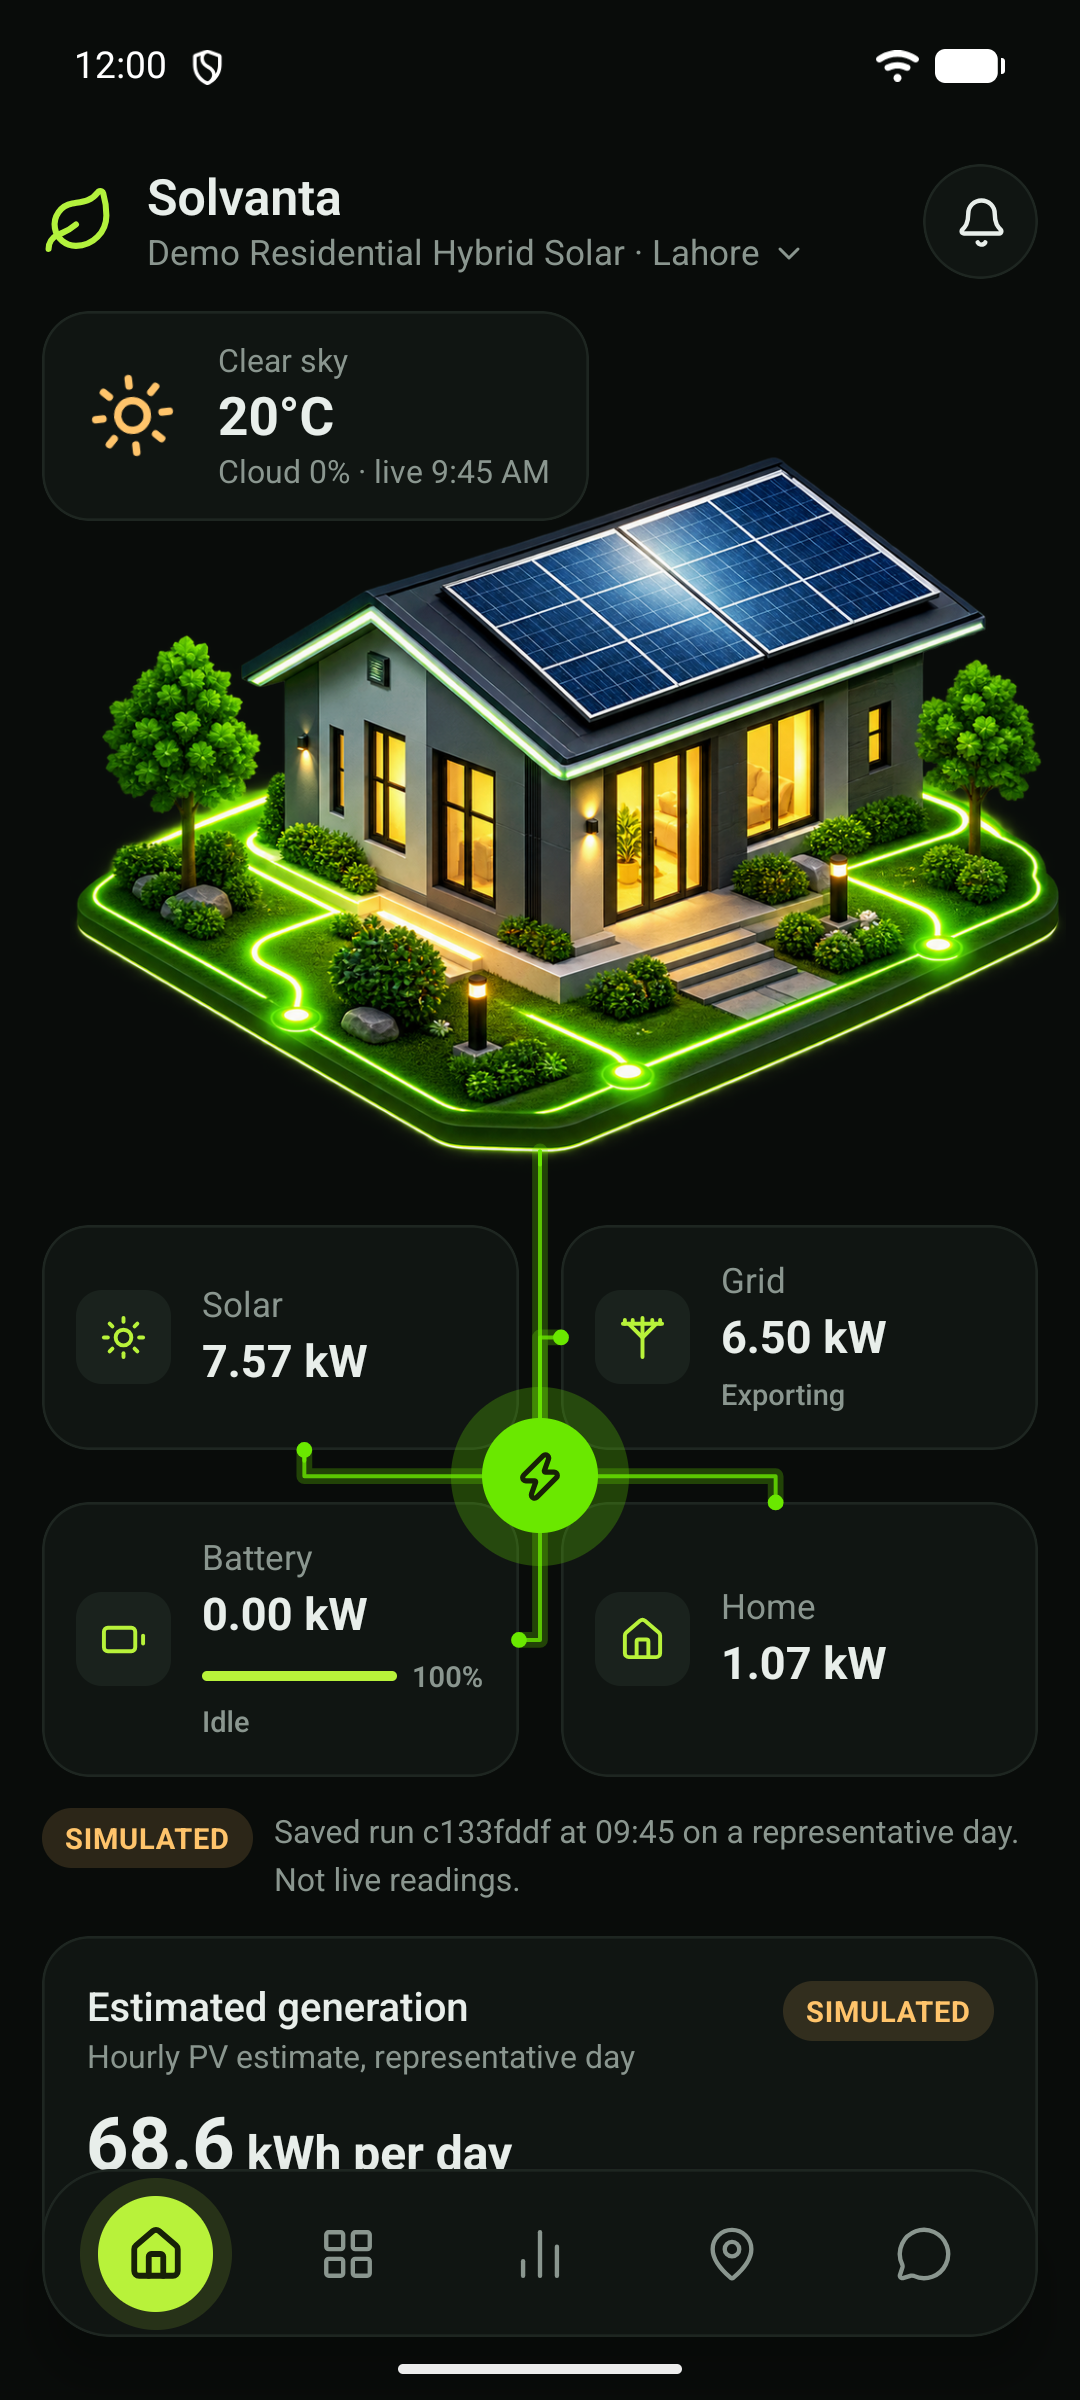 12:00
Solvanta
Demo Residential Hybrid Solar · Lahore
Clear sky
20°C
Cloud 0% · live 9:45 AM
Solar
7.57 kW
Grid
6.50 kW
Exporting
Battery
0.00 kW
100%
Idle
Home
1.07 kW
SIMULATED
Saved run c133fddf at 09:45 on a representative day.
Not live readings.
Estimated generation
SIMULATED
Hourly PV estimate, representative day
68.6 kWh per day